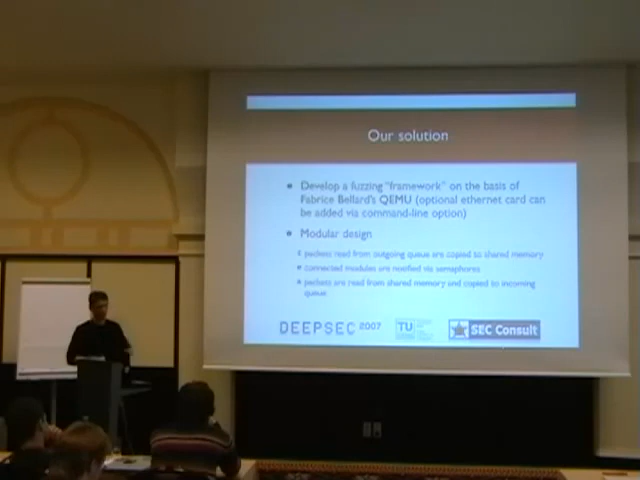 Our solution
Develop a fuzzing "framework" on the basis of
Fabrice Bellard's QEMU (optional ethernet card can
be added via command-line option)
Modular design
packets read from outgoing queue are copied to shared memory
connected modules are notified via semaphores
packets are read from shared memory and copied to incoming
queue
DEEPSEC 2007
TU
SEC Consult